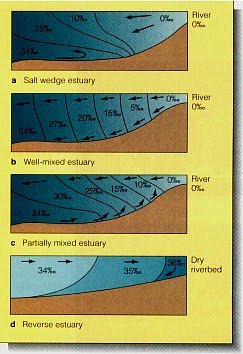 10‰ 0‰ River
25‰ 0‰
34‰
a Salt wedge estuary
0‰ River
5‰ 0‰
15‰
20‰
27‰
34‰
b Well-mixed estuary
0‰ River
10‰ 0‰
15‰
25‰
30‰
34‰
c Partially mixed estuary
Dry
36‰ riverbed
34‰ 35‰
d Reverse estuary